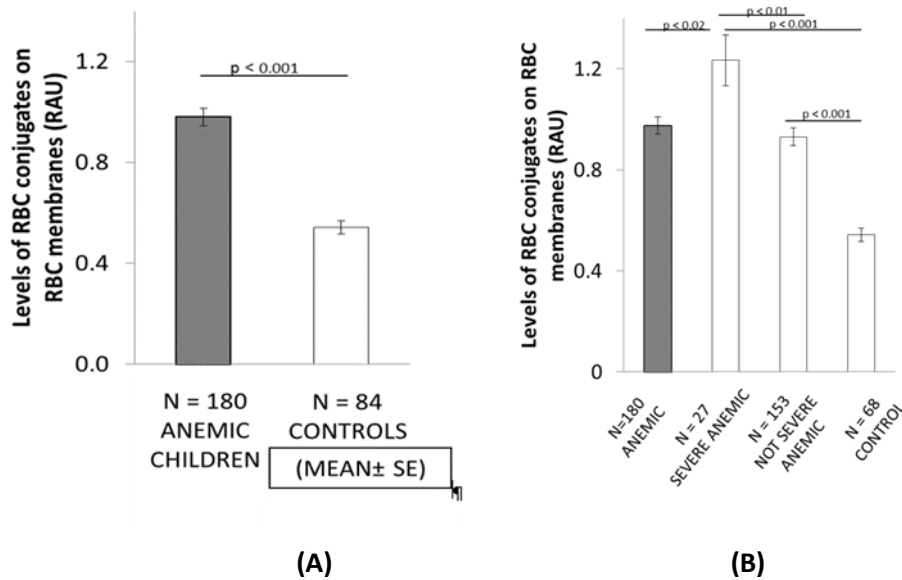 Levels of RBC conjugates on
RBC membranes (RAU)
1.2
0.8
0.4
0.0
p < 0.001
N = 180
ANEMIC
CHILDREN
N = 84
CONTROLS
(MEAN± SE)
¶
(A)
Levels of RBC conjugates on RBC
membranes (RAU)
1.2
0.8
0.4
0
p < 0.02
p < 0.01
p < 0.001
p < 0.001
N=180
ANEMIC
N = 27
SEVERE ANEMIC
N = 153
NOT SEVERE
ANEMIC
N = 68
CONTROL
(B)